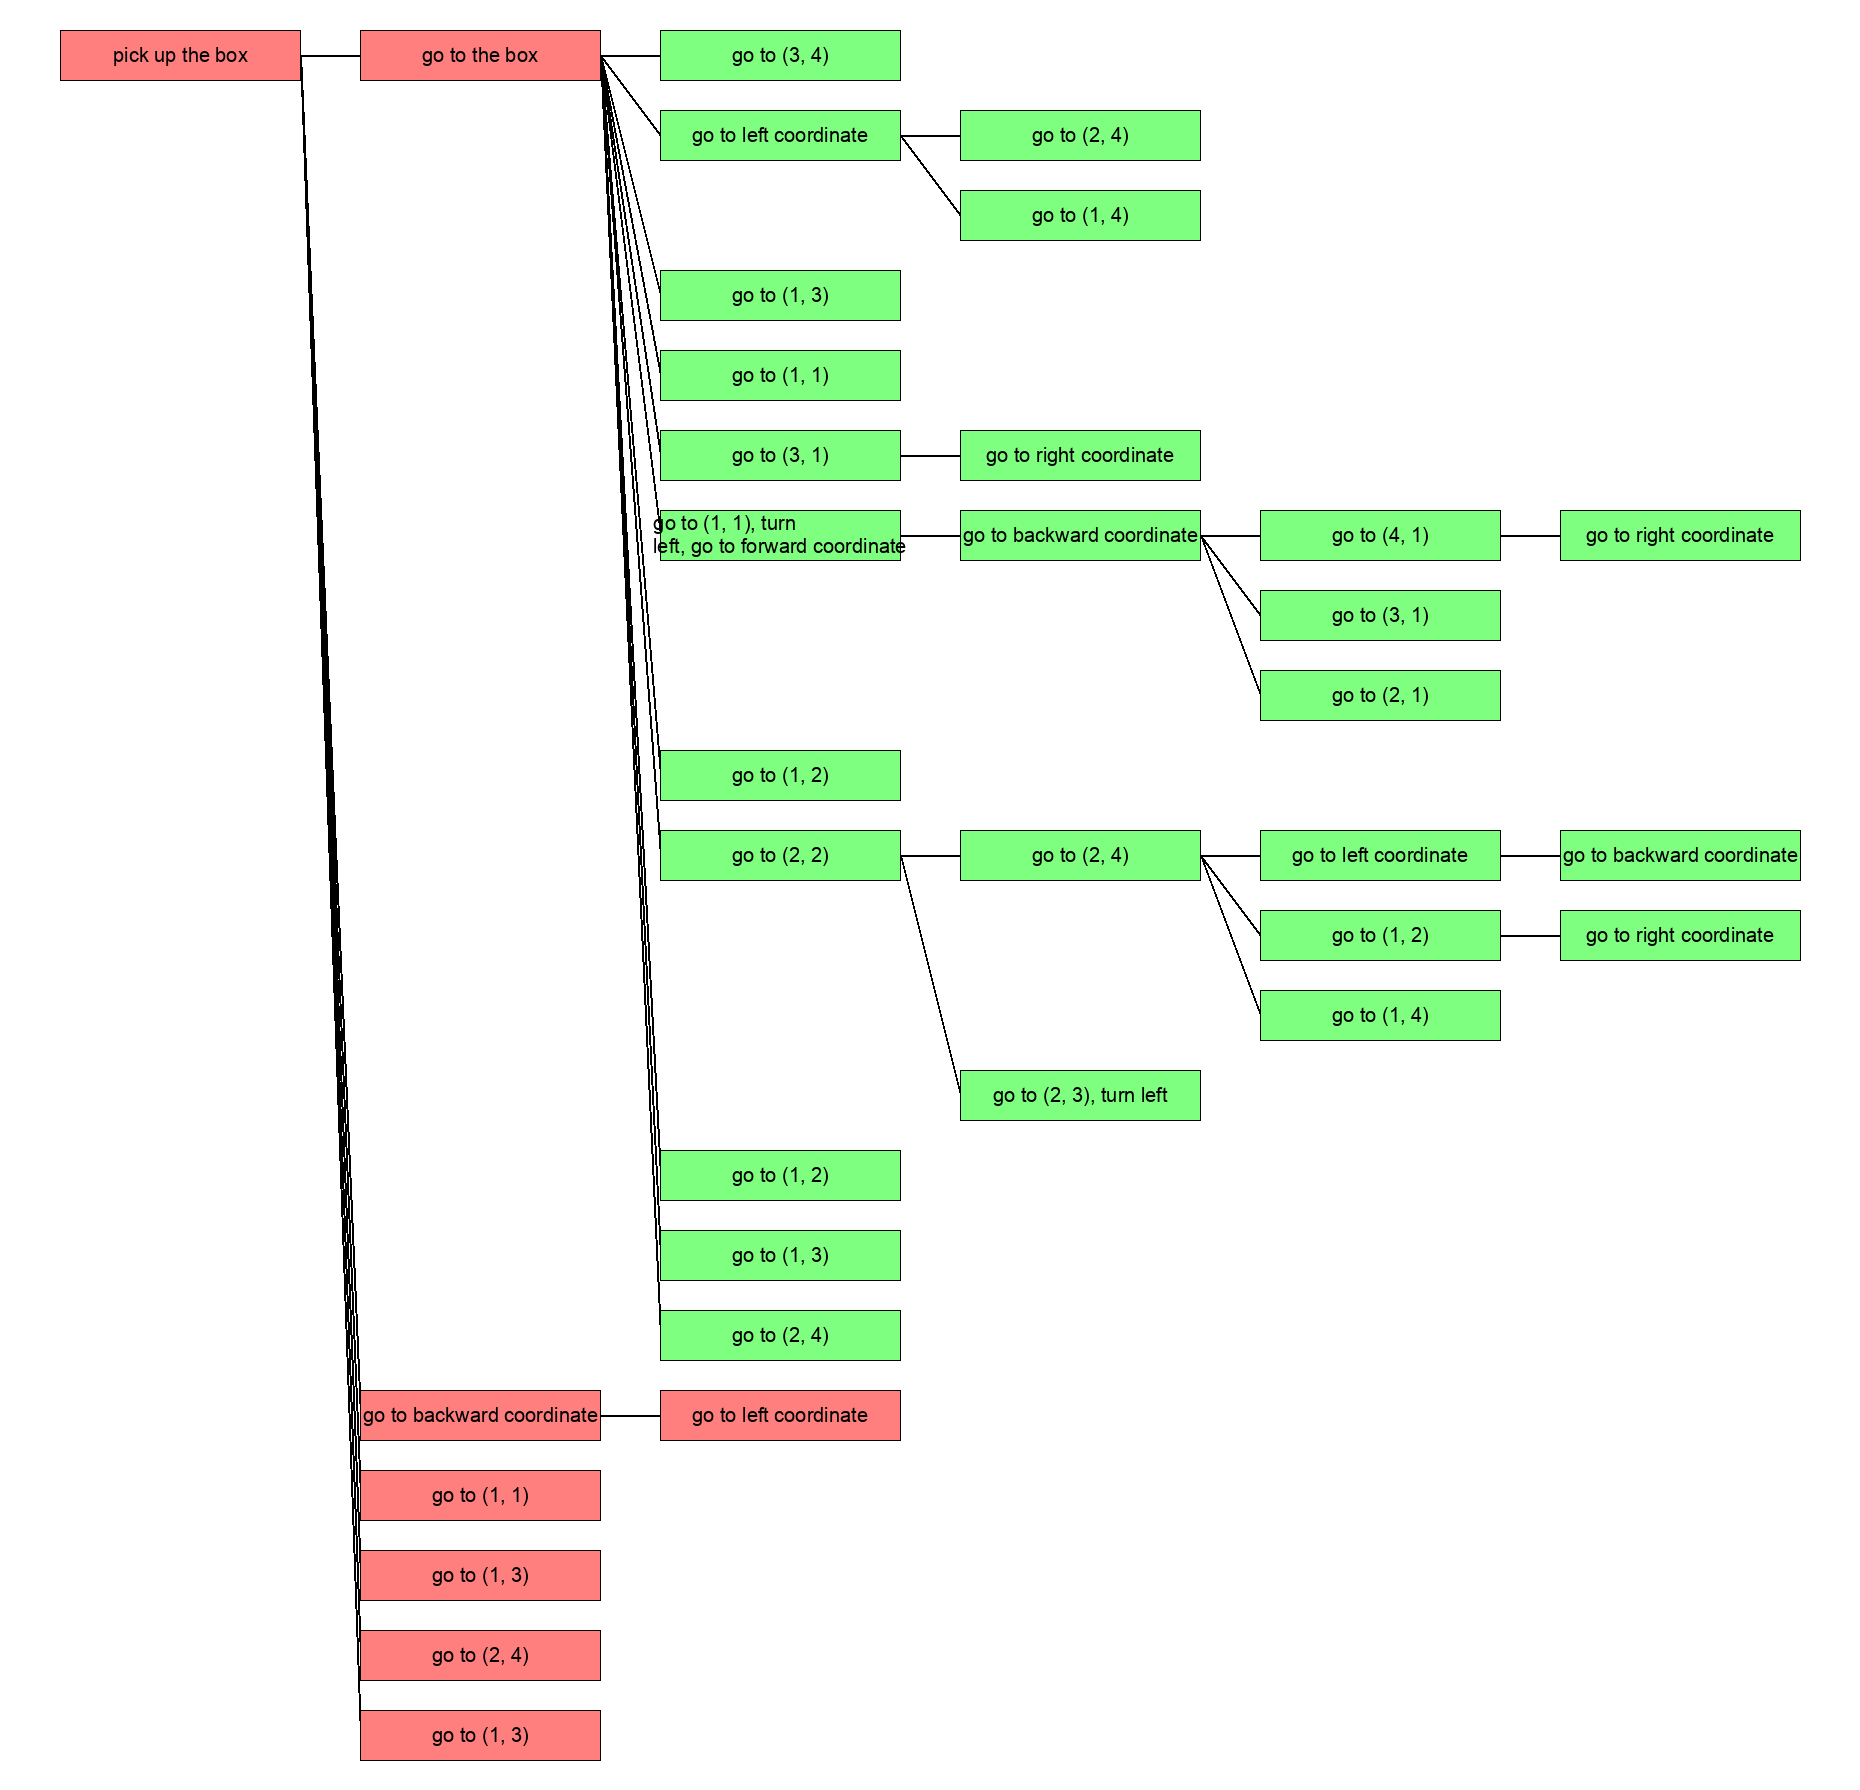 pick up the box
go to the box
go to (3, 4)
go to left coordinate
go to (2, 4)
go to (1, 4)
go to (1, 3)
go to (1, 1)
go to (3, 1)
go to right coordinate
go to (1, 1), turn
left, go to forward coordinate
go to backward coordinate
go to (4, 1)
go to right coordinate
go to (3, 1)
go to (2, 1)
go to (1, 2)
go to (2, 2)
go to (2, 4)
go to left coordinate
go to backward coordinate
go to (1, 2)
go to right coordinate
go to (1, 4)
go to (2, 3), turn left
go to (1, 2)
go to (1, 3)
go to (2, 4)
go to backward coordinate
go to left coordinate
go to (1, 1)
go to (1, 3)
go to (2, 4)
go to (1, 3)